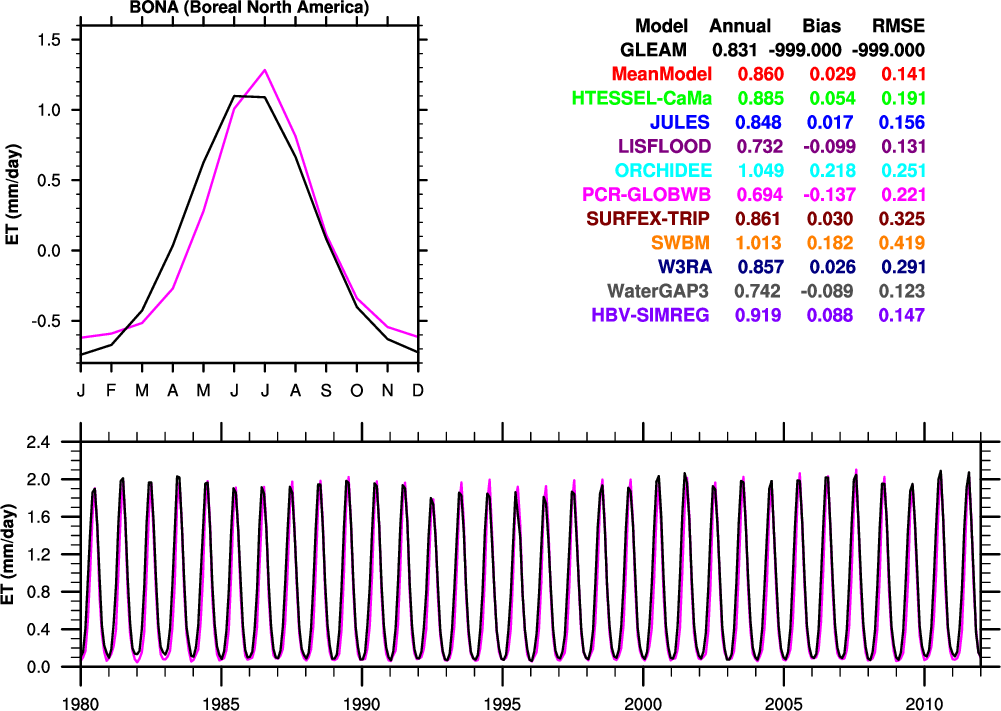 BONA (Boreal North America)
1.5
1.0
0.5
0.0
-0.5
ET (mm/day)
J F M A M J J A S O N D
Model Annual Bias RMSE
GLEAM 0.831 -999.000 -999.000
MeanModel 0.860 0.029 0.141
HTESSEL-CaMa 0.885 0.054 0.191
JULES 0.848 0.017 0.156
LISFLOOD 0.732 -0.099 0.131
ORCHIDEE 1.049 0.218 0.251
PCR-GLOBWB 0.694 -0.137 0.221
SURFEX-TRIP 0.861 0.030 0.325
SWBM 1.013 0.182 0.419
W3RA 0.857 0.026 0.291
WaterGAP3 0.742 -0.089 0.123
HBV-SIMREG 0.919 0.088 0.147
2.4
2.0
1.6
1.2
0.8
0.4
0.0
ET (mm/day)
1980 1985 1990 1995 2000 2005 2010